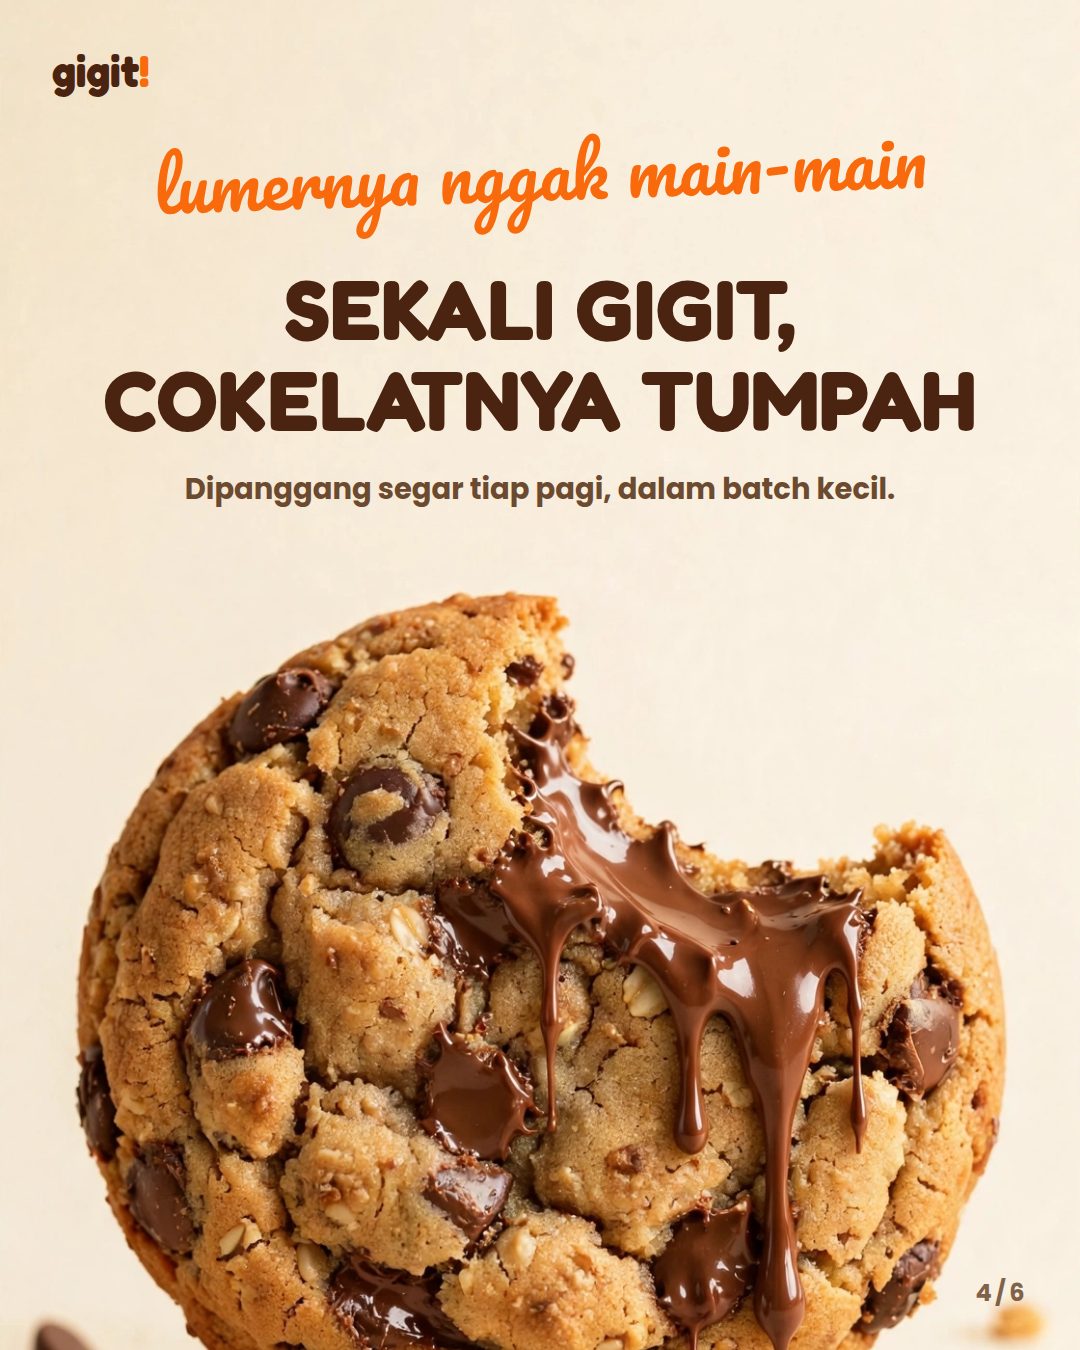 gigit!
lumernya nggak main-main
SEKALI GIGIT,
COKELATNYA TUMPAH
Dipanggang segar tiap pagi, dalam batch kecil.
4/6